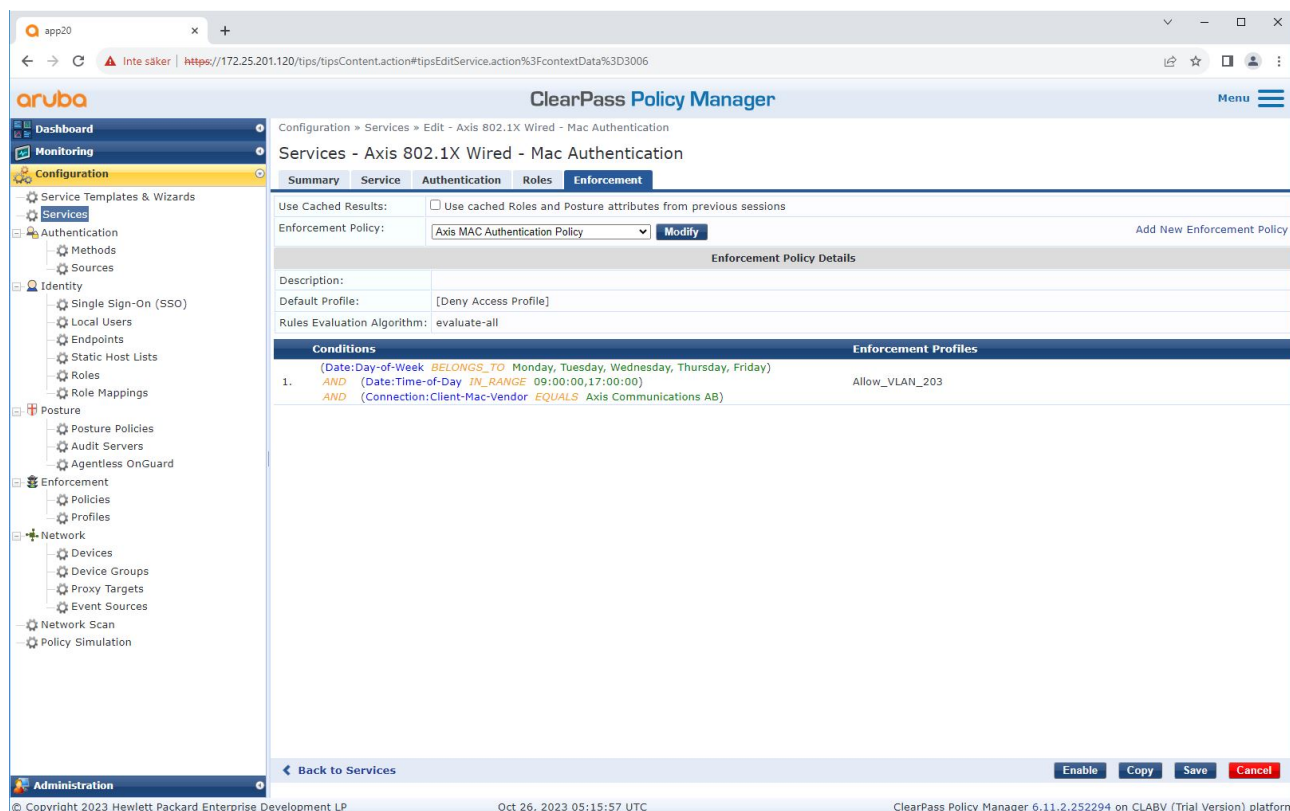 app20
Inte säker https://172.25.201.120/tips/tipsContent.action#tipsEditService.action%3FcontextData%3D3006
aruba
ClearPass Policy Manager
Menu
Dashboard
Monitoring
Configuration
Service Templates & Wizards
Services
Authentication
Methods
Sources
Identity
Single Sign-On (SSO)
Local Users
Endpoints
Static Host Lists
Roles
Role Mappings
Posture
Posture Policies
Audit Servers
Agentless OnGuard
Enforcement
Policies
Profiles
Network
Devices
Device Groups
Proxy Targets
Event Sources
Network Scan
Policy Simulation
Administration
Configuration » Services » Edit - Axis 802.1X Wired - Mac Authentication
Services - Axis 802.1X Wired - Mac Authentication
Summary Service Authentication Roles Enforcement
Use Cached Results: Use cached Roles and Posture attributes from previous sessions
Enforcement Policy: Axis MAC Authentication Policy Modify Add New Enforcement Policy
Enforcement Policy Details
Description:
Default Profile: [Deny Access Profile]
Rules Evaluation Algorithm: evaluate-all
Conditions Enforcement Profiles
(Date:Day-of-Week BELONGS_TO Monday, Tuesday, Wednesday, Thursday, Friday)
1. AND (Date:Time-of-Day IN_RANGE 09:00:00,17:00:00) Allow_VLAN_203
AND (Connection:Client-Mac-Vendor EQUALS Axis Communications AB)
Back to Services Enable Copy Save Cancel
© Copyright 2023 Hewlett Packard Enterprise Development LP Oct 26, 2023 05:15:57 UTC ClearPass Policy Manager 6.11.2.252294 on CLABV (Trial Version) platform